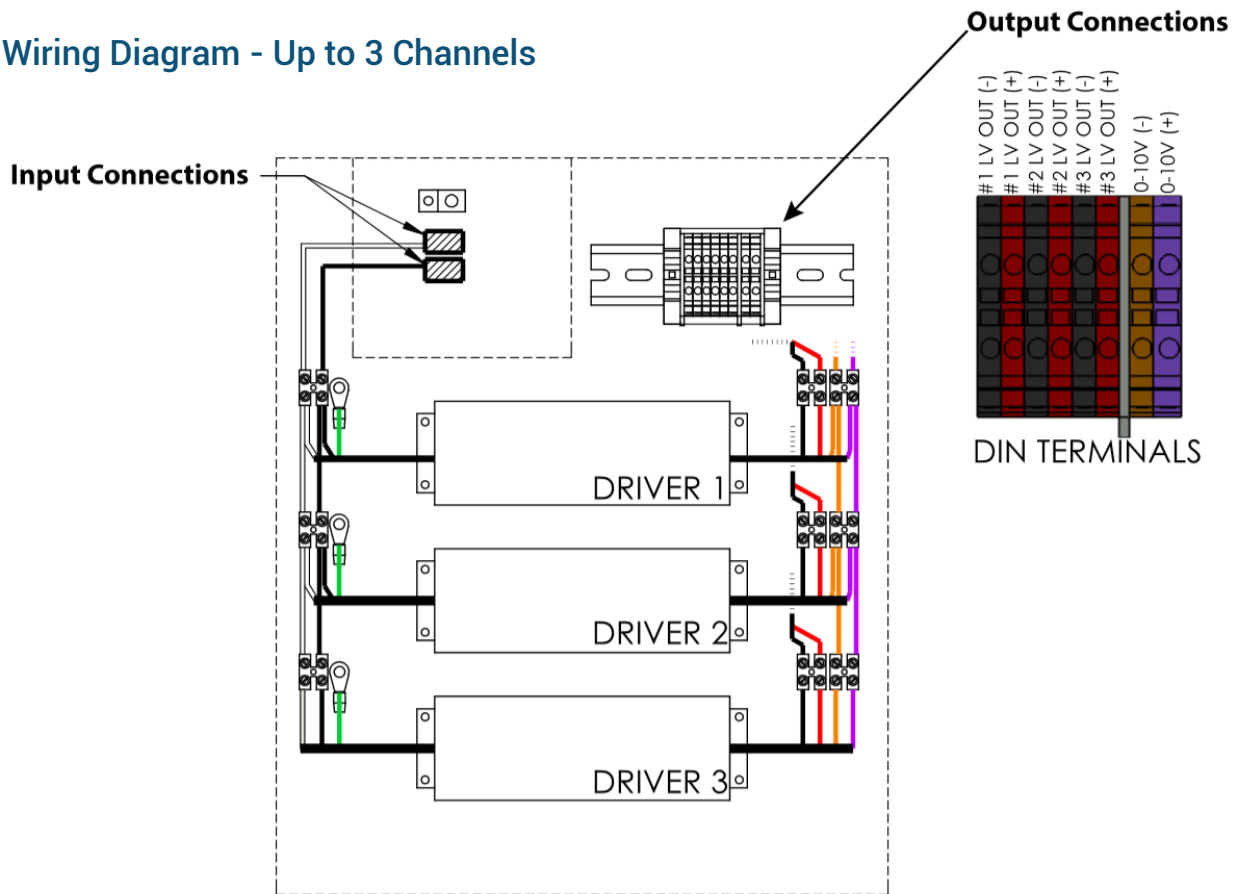 Output Connections
Wiring Diagram - Up to 3 Channels
#1 LV OUT (-)
#1 LV OUT (+)
#2 LV OUT (-)
#2 LV OUT (+)
#3 LV OUT (-)
#3 LV OUT (+)
0-10V (-)
0-10V (+)
Input Connections
DIN TERMINALS
DRIVER 1
DRIVER 2
DRIVER 3